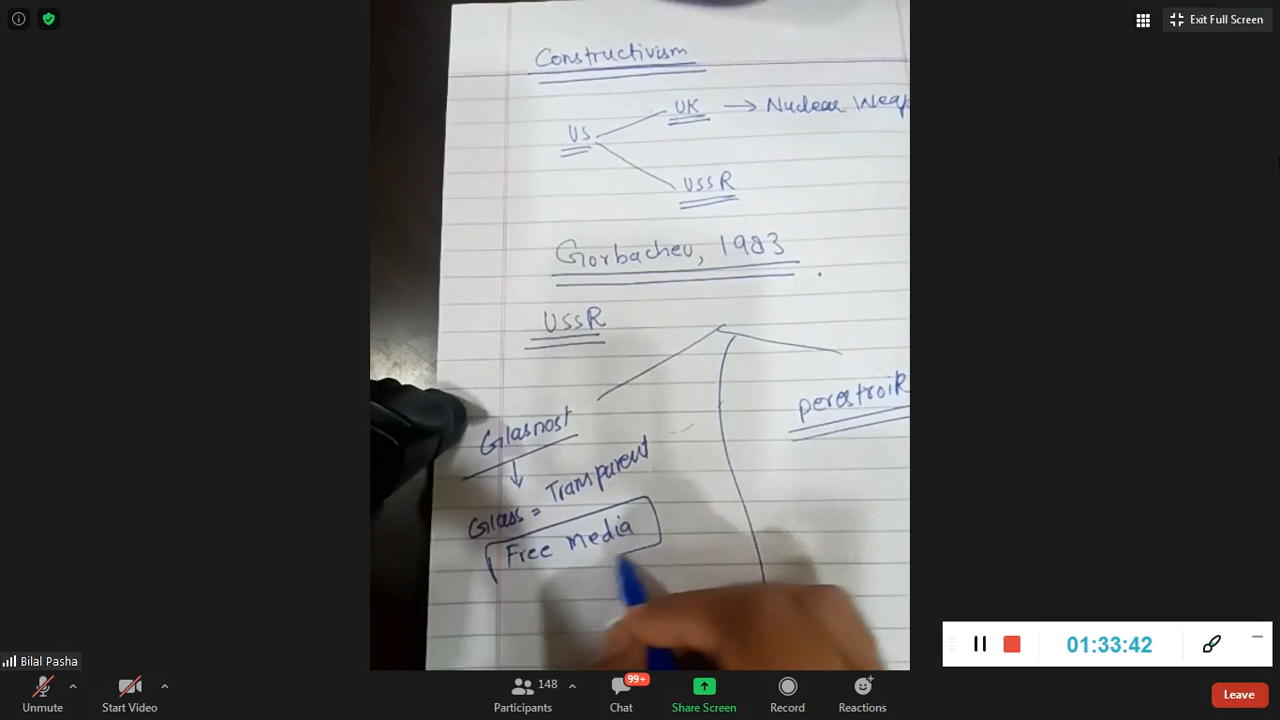 Exit Full Screen
Constructivism
US
UK → Nuclear Weap
USSR
Gorbachev, 1983
USSR
Glasnost
perestroik
Glass = Transparent
Free media
Bilal Pasha
01:33:42
Unmute
Start Video
148
Participants
99+
Chat
Share Screen
Record
Reactions
Leave